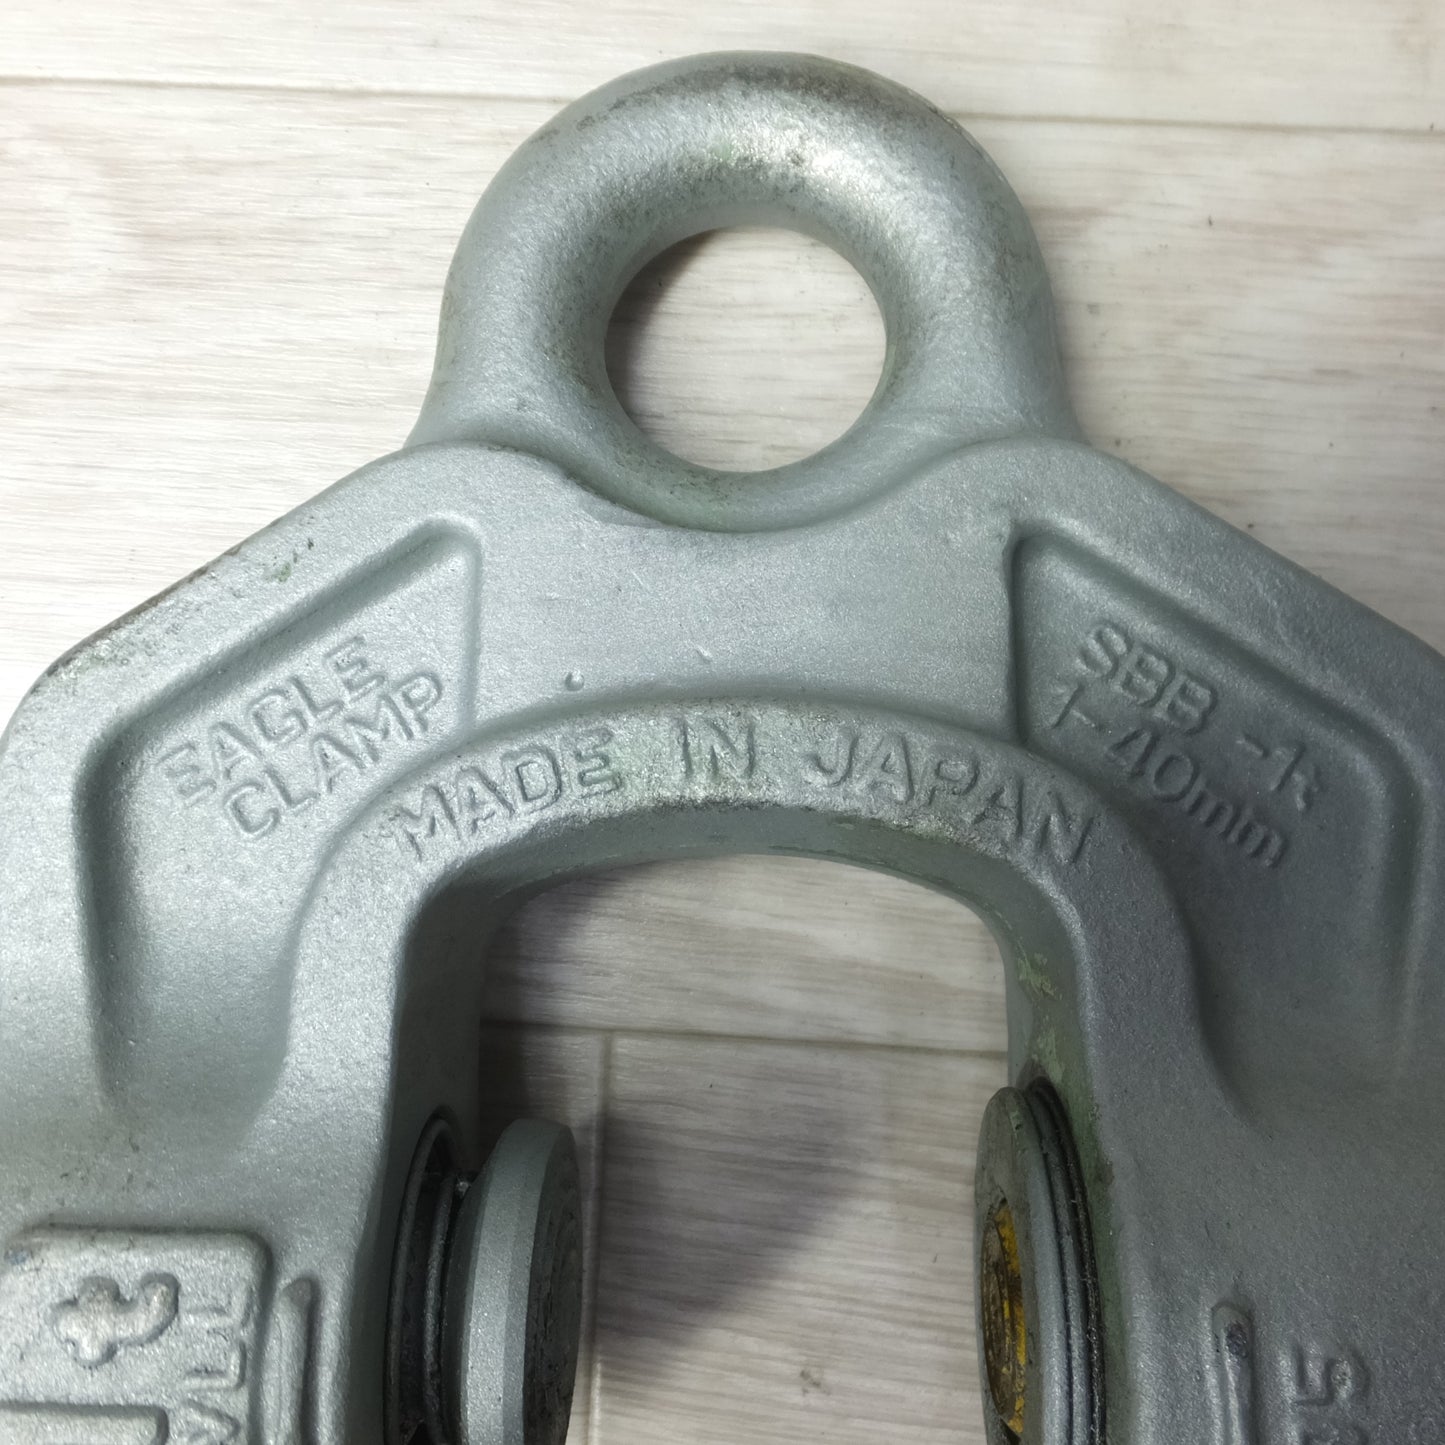 EAGLE
CLAMP
SBB -1t
1-40mm
MADE IN JAPAN
t